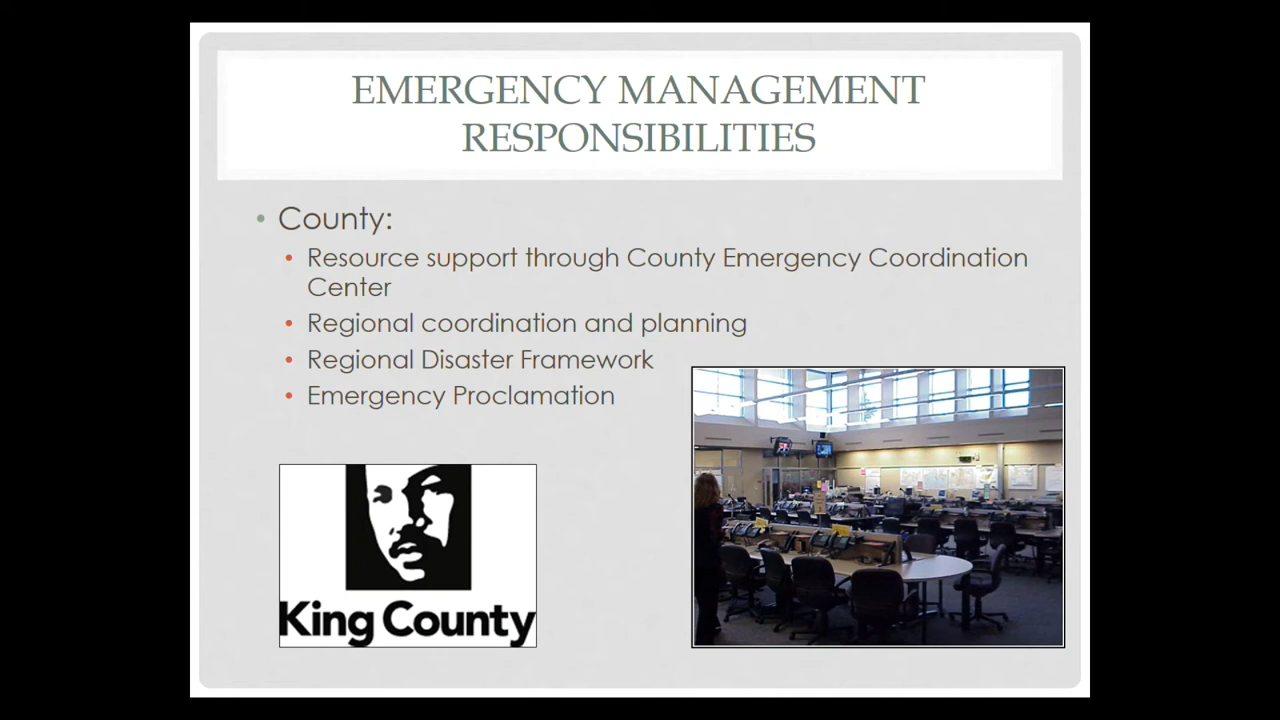 EMERGENCY MANAGEMENT
RESPONSIBILITIES
• County:
• Resource support through County Emergency Coordination
Center
• Regional coordination and planning
• Regional Disaster Framework
• Emergency Proclamation
King County